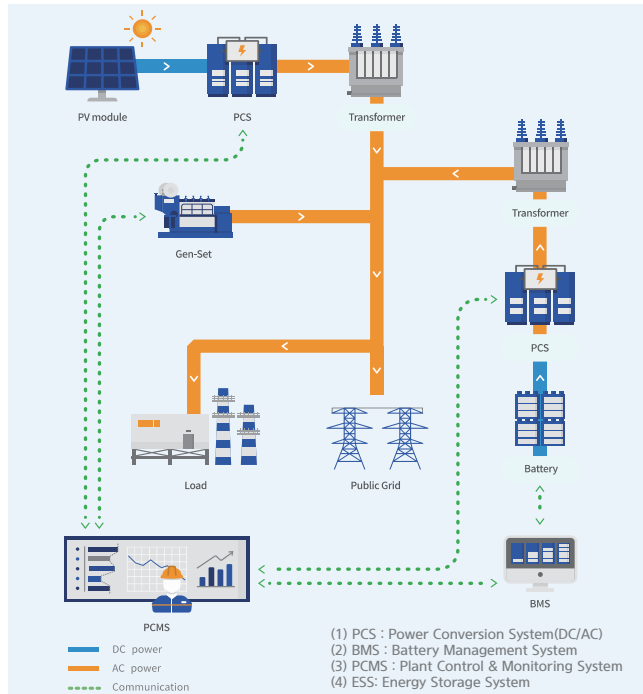 PV module
PCS
Transformer
Transformer
Gen-Set
PCS
Load
Public Grid
Battery
PCMS
BMS
DC power
AC power
Communication
(1) PCS : Power Conversion System(DC/AC)
(2) BMS : Battery Management System
(3) PCMS : Plant Control & Monitoring System
(4) ESS: Energy Storage System